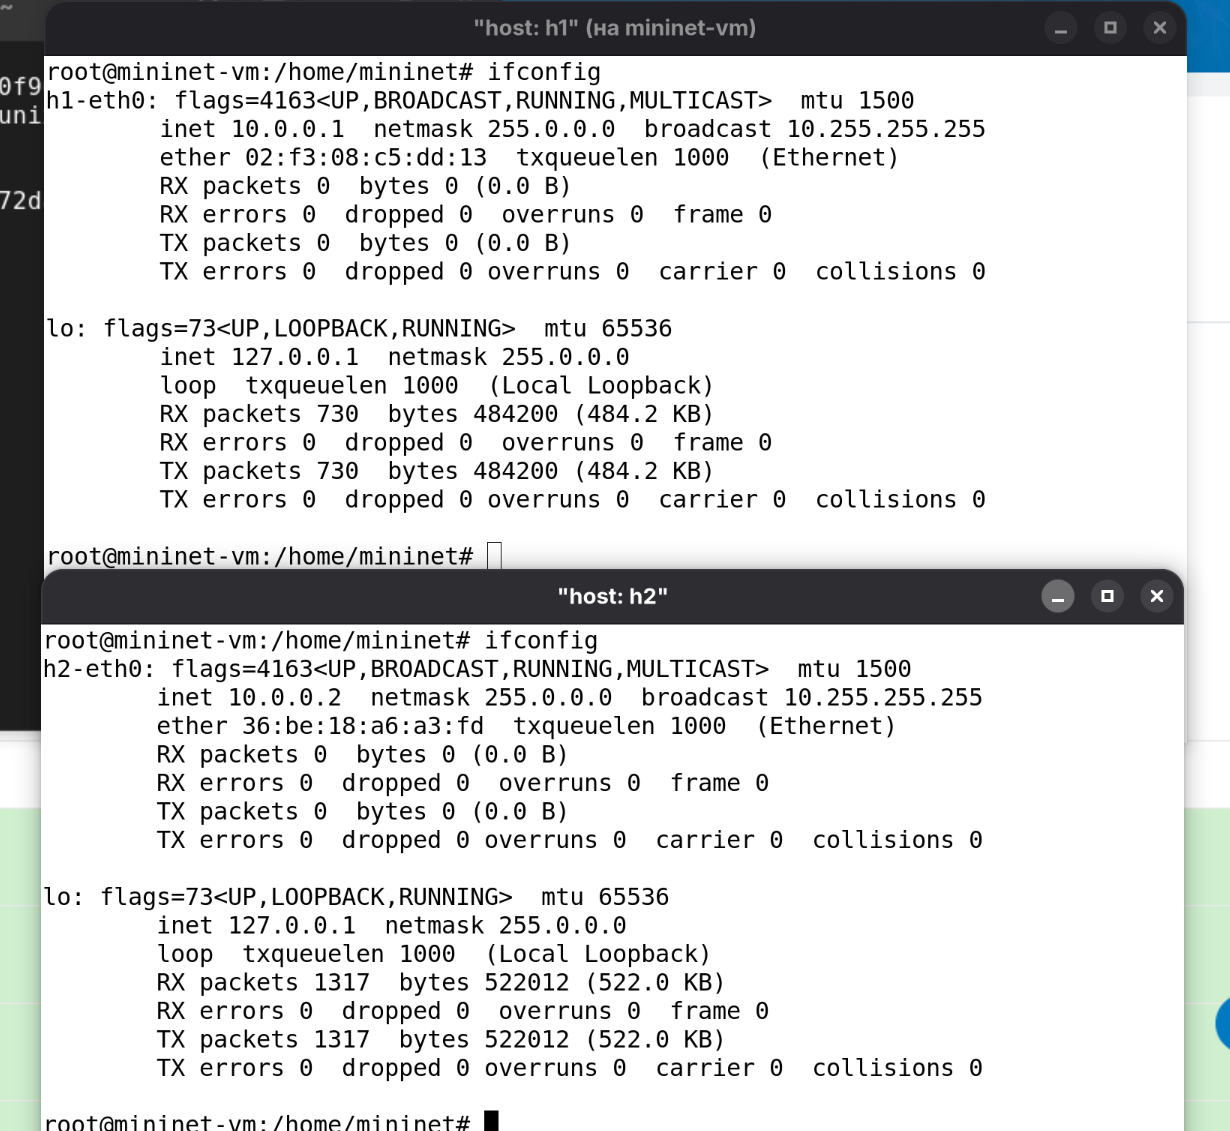 ~
0f9
uni
72d
"host: h1" (на mininet-vm)
root@mininet-vm:/home/mininet# ifconfig
h1-eth0: flags=4163<UP,BROADCAST,RUNNING,MULTICAST>  mtu 1500
        inet 10.0.0.1  netmask 255.0.0.0  broadcast 10.255.255.255
        ether 02:f3:08:c5:dd:13  txqueuelen 1000  (Ethernet)
        RX packets 0  bytes 0 (0.0 B)
        RX errors 0  dropped 0  overruns 0  frame 0
        TX packets 0  bytes 0 (0.0 B)
        TX errors 0  dropped 0 overruns 0  carrier 0  collisions 0

lo: flags=73<UP,LOOPBACK,RUNNING>  mtu 65536
        inet 127.0.0.1  netmask 255.0.0.0
        loop  txqueuelen 1000  (Local Loopback)
        RX packets 730  bytes 484200 (484.2 KB)
        RX errors 0  dropped 0  overruns 0  frame 0
        TX packets 730  bytes 484200 (484.2 KB)
        TX errors 0  dropped 0 overruns 0  carrier 0  collisions 0

root@mininet-vm:/home/mininet#
"host: h2"
root@mininet-vm:/home/mininet# ifconfig
h2-eth0: flags=4163<UP,BROADCAST,RUNNING,MULTICAST>  mtu 1500
        inet 10.0.0.2  netmask 255.0.0.0  broadcast 10.255.255.255
        ether 36:be:18:a6:a3:fd  txqueuelen 1000  (Ethernet)
        RX packets 0  bytes 0 (0.0 B)
        RX errors 0  dropped 0  overruns 0  frame 0
        TX packets 0  bytes 0 (0.0 B)
        TX errors 0  dropped 0 overruns 0  carrier 0  collisions 0

lo: flags=73<UP,LOOPBACK,RUNNING>  mtu 65536
        inet 127.0.0.1  netmask 255.0.0.0
        loop  txqueuelen 1000  (Local Loopback)
        RX packets 1317  bytes 522012 (522.0 KB)
        RX errors 0  dropped 0  overruns 0  frame 0
        TX packets 1317  bytes 522012 (522.0 KB)
        TX errors 0  dropped 0 overruns 0  carrier 0  collisions 0

root@mininet-vm:/home/mininet#